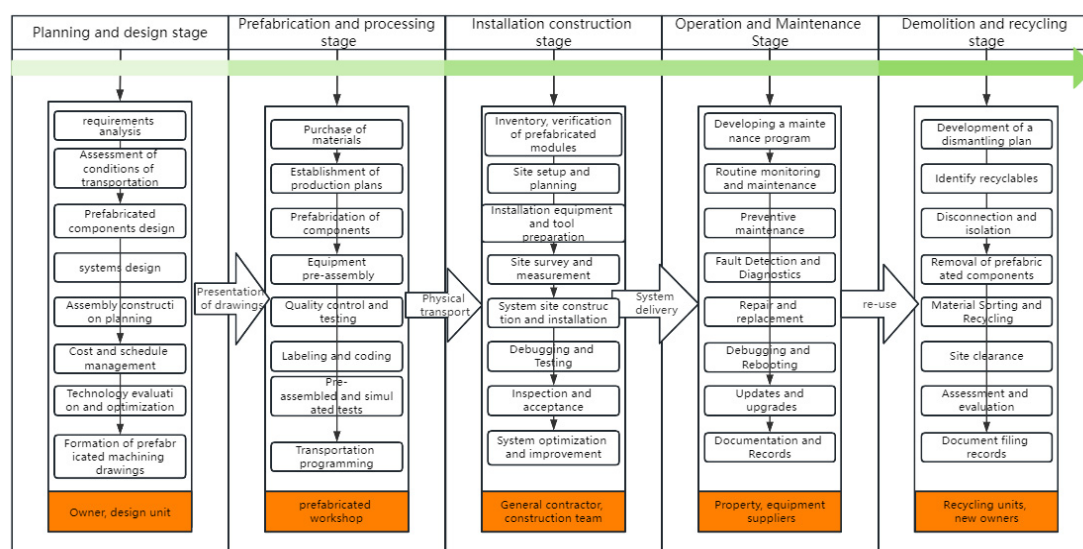 Planning and design stage
requirements
analysis
Assessment of
conditions of
transportation
Prefabricated
components design
systems design
Assembly constructi
on planning
Cost and schedule
management
Technology evaluati
on and optimization
Formation of prefabr
icated machining
drawings
Owner, design unit
Presentation
of drawings
Prefabrication and processing
stage
Purchase of
materials
Establishment of
production plans
Prefabrication of
components
Equipment
pre-assembly
Quality control and
testing
Labeling and coding
Pre-
assembled and simul
ated tests
Transportation
programming
prefabricated
workshop
Physical
transport
Installation construction
stage
Inventory, verification
of prefabricated
modules
Site setup and
planning
Installation equipment
and tool
preparation
Site survey and
measurement
System site construc
tion and installation
Debugging and
Testing
Inspection and
acceptance
System optimization
and improvement
General contractor,
construction team
System
delivery
Operation and Maintenance
Stage
Developing a mainte
nance program
Routine monitoring
and maintenance
Preventive
maintenance
Fault Detection and
Diagnostics
Repair and
replacement
Debugging and
Rebooting
Updates and
upgrades
Documentation and
Records
Property, equipment
suppliers
re-use
Demolition and recycling
stage
Development of a
dismantling plan
Identify recyclables
Disconnection and
isolation
Removal of prefabric
ated components
Material Sorting and
Recycling
Site clearance
Assessment and
evaluation
Document filing
records
Recycling units,
new owners